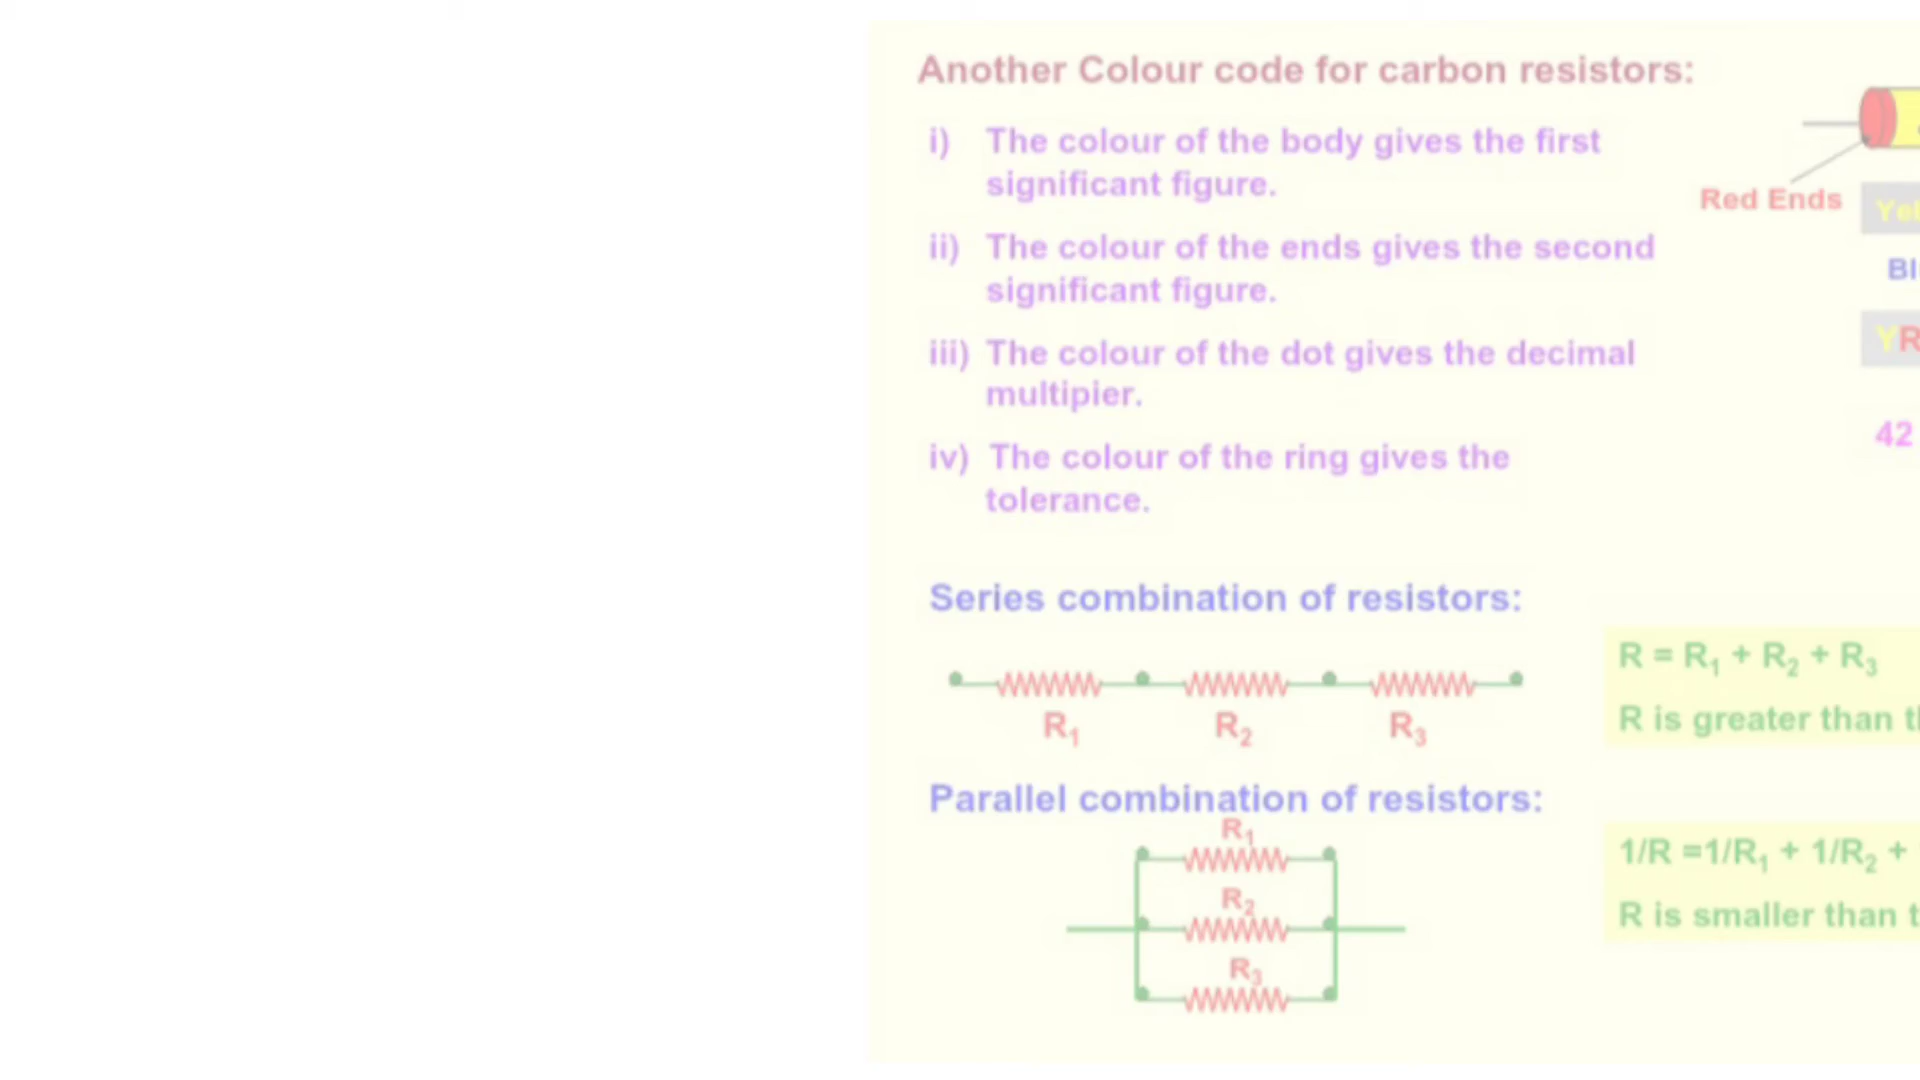 Another Colour code for carbon resistors:
i) The colour of the body gives the first
significant figure.
Red Ends
ii) The colour of the ends gives the second
significant figure.
iii) The colour of the dot gives the decimal
multipier.
YR
iv) The colour of the ring gives the
tolerance.
42
Series combination of resistors:
R1 R2 R3
R = R1 + R2 + R3
R is greater than
Parallel combination of resistors:
R1
R2
R3
1/R =1/R1 + 1/R2 +
R is smaller than